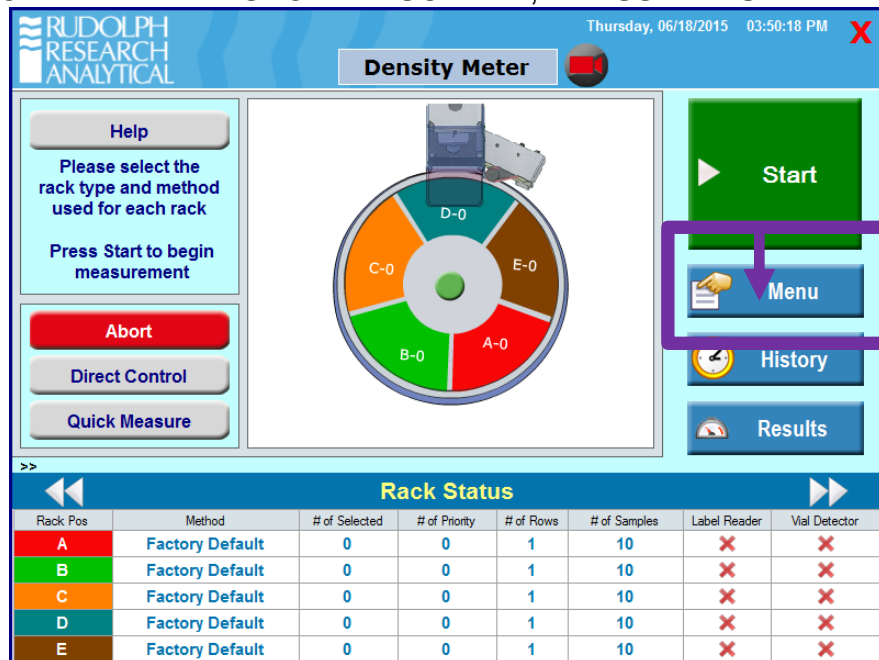 RUDOLPH
RESEARCH
ANALYTICAL
Thursday, 06/18/2015 03:50:18 PM X
Density Meter
Help
Please select the
rack type and method
used for each rack
Press Start to begin
measurement
Abort
Direct Control
Quick Measure
D-0
C-0
E-0
B-0
A-0
Start
Menu
History
Results
>>
Rack Status
Rack Pos Method # of Selected # of Priority # of Rows # of Samples Label Reader Vial Detector
A Factory Default 0 0 1 10
B Factory Default 0 0 1 10
C Factory Default 0 0 1 10
D Factory Default 0 0 1 10
E Factory Default 0 0 1 10